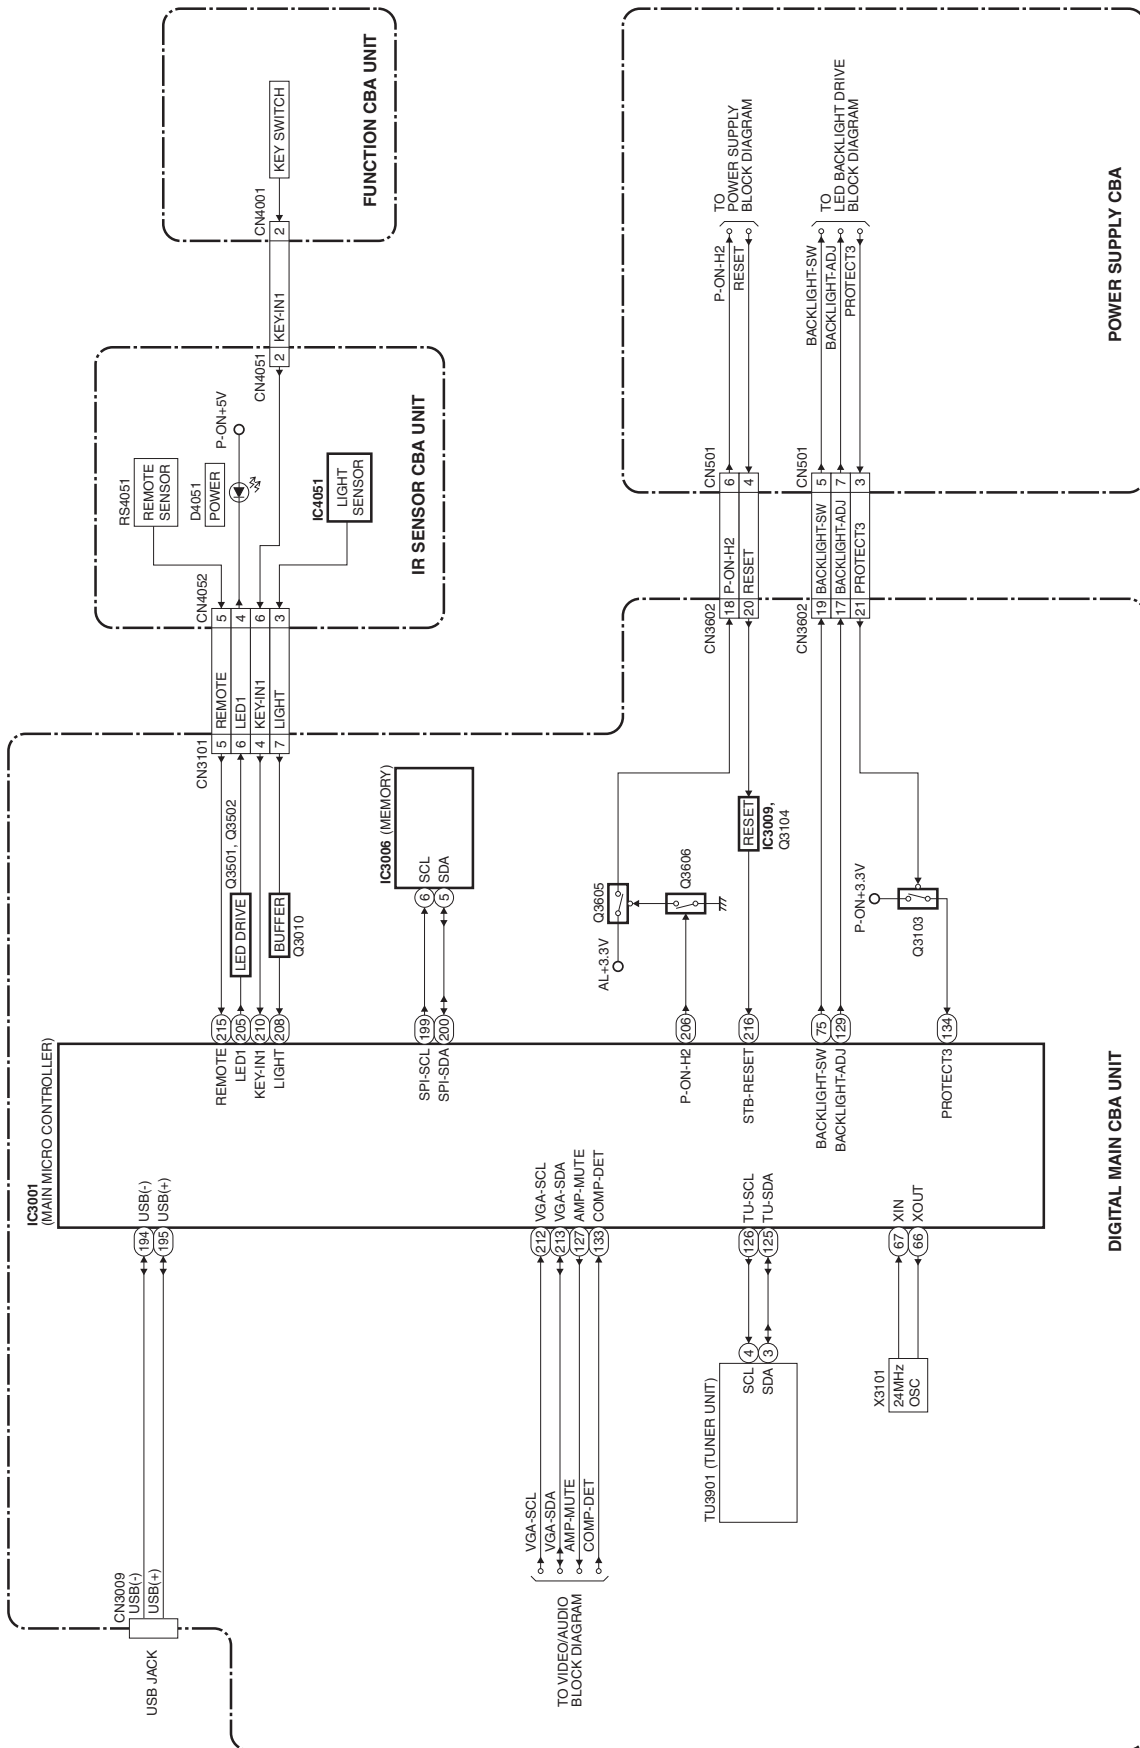 IC3001
(MAIN MICRO CONTROLLER)
USB JACK
CN3009
USB(-)
USB(+)
194
195
USB(-)
USB(+)
REMOTE
LED1
KEY-IN1
LIGHT
215
205
210
208
LED DRIVE
Q3501, Q3502
BUFFER
Q3010
CN3101
5
6
4
7
REMOTE
LED1
KEY-IN1
LIGHT
5
4
6
3
CN4052
RS4051
REMOTE
SENSOR
D4051
POWER
P-ON+5V
IC4051
LIGHT
SENSOR
IR SENSOR CBA UNIT
CN4051
2
KEY-IN1
2
CN4001
KEY SWITCH
FUNCTION CBA UNIT
SPI-SCL
SPI-SDA
199
200
6
5
SCL
SDA
IC3006 (MEMORY)
TO VIDEO/AUDIO
BLOCK DIAGRAM
VGA-SCL
VGA-SDA
AMP-MUTE
COMP-DET
212
213
127
133
VGA-SCL
VGA-SDA
AMP-MUTE
COMP-DET
P-ON-H2
206
AL+3.3V
Q3605
Q3606
STB-RESET
216
RESET
IC3009,
Q3104
CN3602
18
20
P-ON-H2
RESET
6
4
CN501
P-ON-H2
RESET
TO
POWER SUPPLY
BLOCK DIAGRAM
TU3901 (TUNER UNIT)
SCL
SDA
4
3
126
125
TU-SCL
TU-SDA
BACKLIGHT-SW
BACKLIGHT-ADJ
75
129
CN3602
19
17
21
BACKLIGHT-SW
BACKLIGHT-ADJ
PROTECT3
5
7
3
CN501
BACKLIGHT-SW
BACKLIGHT-ADJ
PROTECT3
TO
LED BACKLIGHT DRIVE
BLOCK DIAGRAM
X3101
24MHz
OSC
67
66
XIN
XOUT
PROTECT3
134
P-ON+3.3V
Q3103
DIGITAL MAIN CBA UNIT
POWER SUPPLY CBA